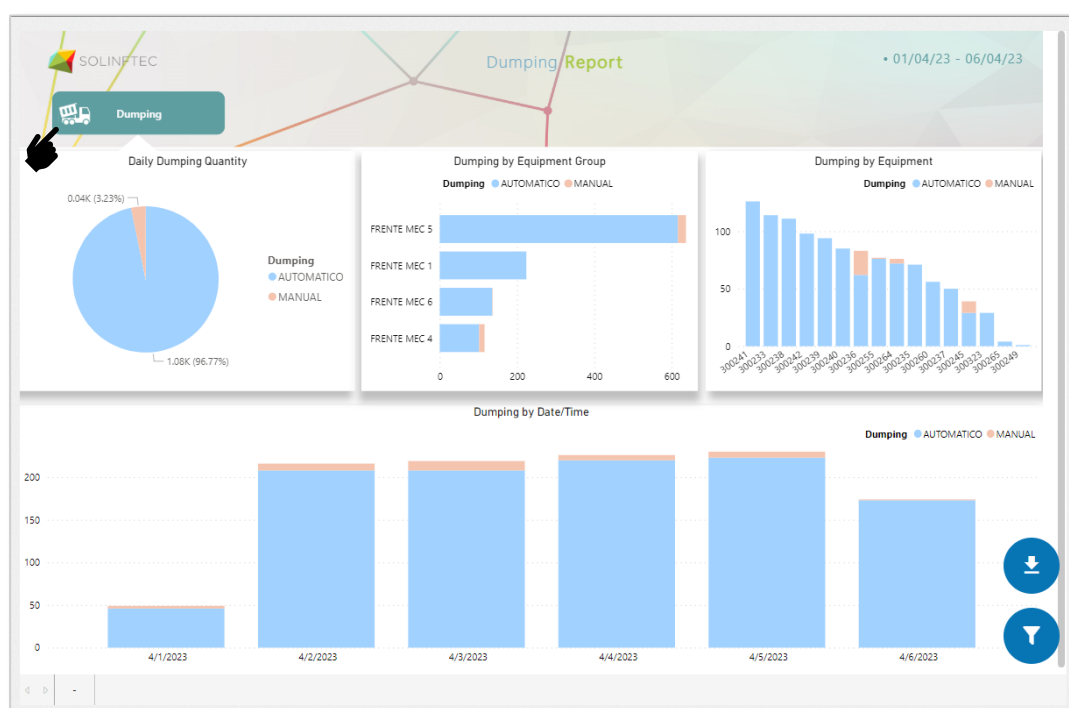 SOLINFTEC
Dumping Report
• 01/04/23 - 06/04/23
Dumping
Daily Dumping Quantity
0.04K (3.23%)
1.08K (96.77%)
Dumping
AUTOMATICO
MANUAL
Dumping by Equipment Group
Dumping AUTOMATICO MANUAL
FRENTE MEC 5
FRENTE MEC 1
FRENTE MEC 6
FRENTE MEC 4
0 200 400 600
Dumping by Equipment
Dumping AUTOMATICO MANUAL
100
50
0
300241 300233 300238 300242 300239 300240 300236 300255 300264 300235 300260 300237 300245 300323 300265 300249
Dumping by Date/Time
Dumping AUTOMATICO MANUAL
200
150
100
50
0
4/1/2023 4/2/2023 4/3/2023 4/4/2023 4/5/2023 4/6/2023
-